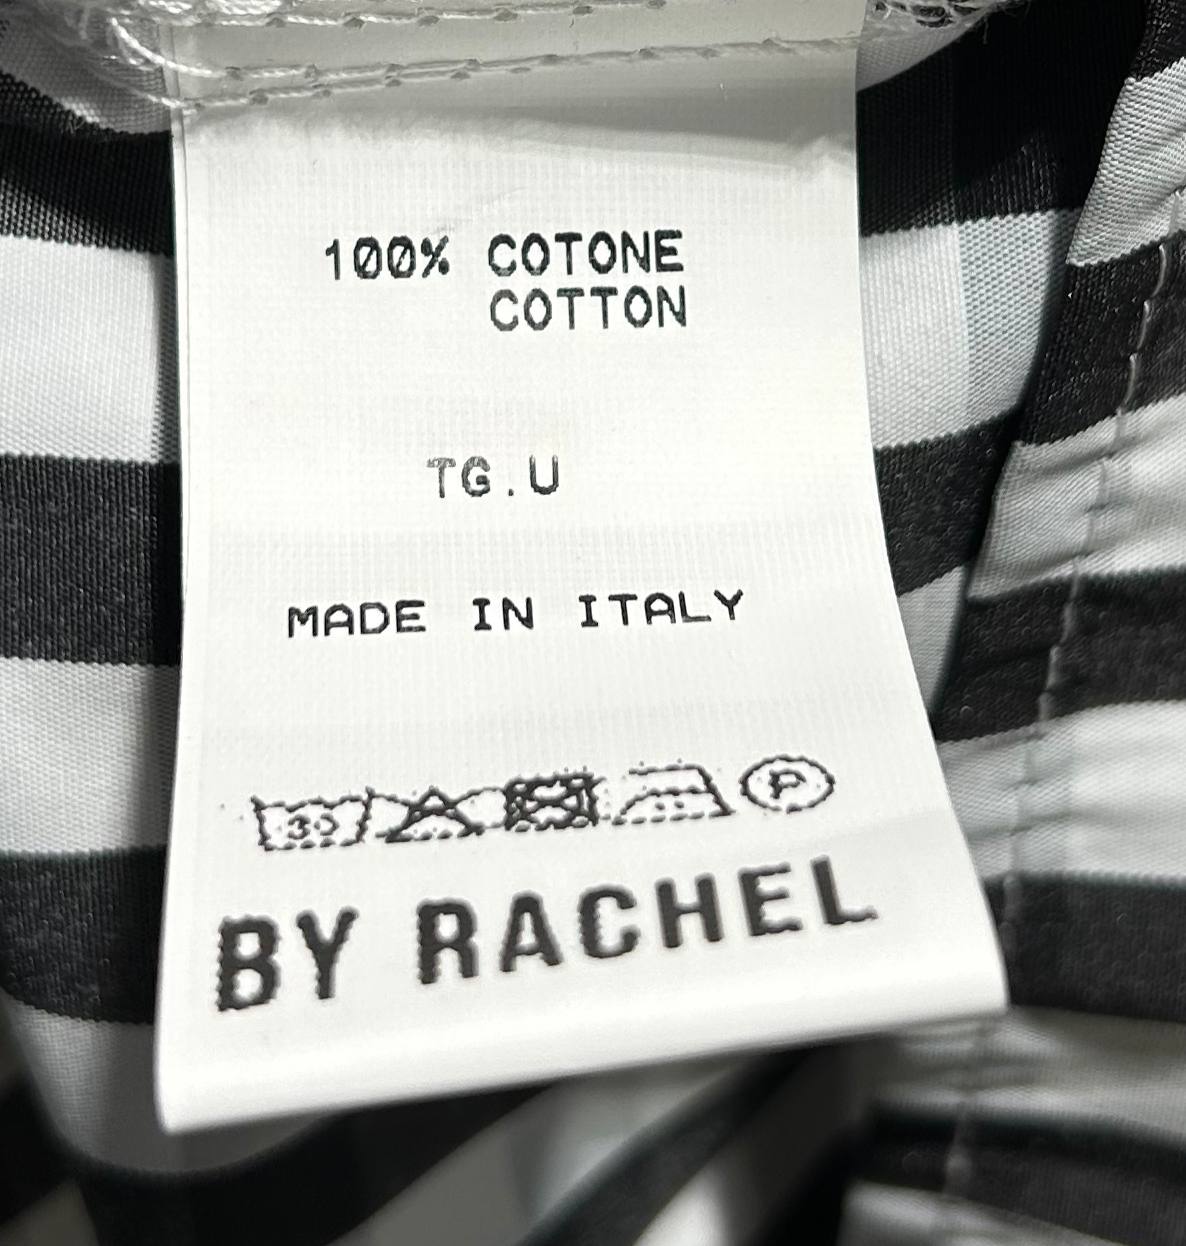 100% COTONE
COTTON
TG.U
MADE IN ITALY
30 P
BY RACHEL